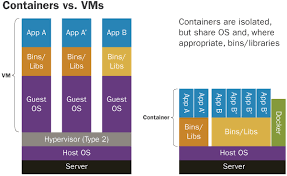 Containers vs. VMs
Containers are isolated,
but share OS and, where
appropriate, bins/libraries
App A
App A'
App B
Bins/
Libs
Bins/
Libs
Bins/
Libs
VM
Guest
OS
Guest
OS
Guest
OS
Hypervisor (Type 2)
Host OS
Server
Container
App A
App A'
App B
App B'
App B'
App B'
Docker
Bins/
Libs
Bins/Libs
Host OS
Server